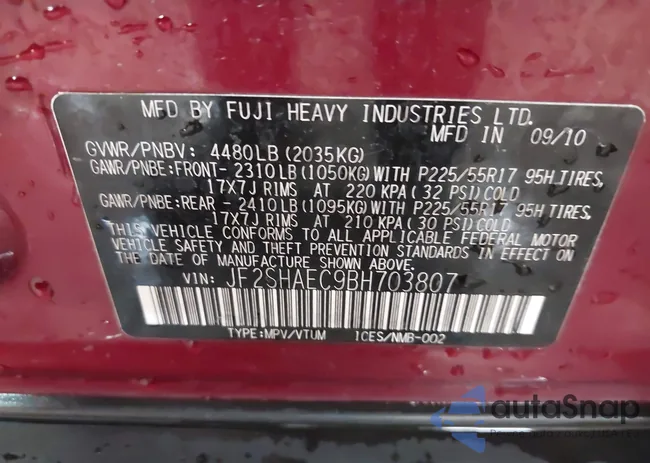 MFD BY FUJI HEAVY INDUSTRIES LTD.
MFD IN 09/10
GVWR/PNBV: 4480LB(2035KG)
GAWR/PNBE:FRONT- 2310LB(1050KG)WITH P225/55R17 95H TIRES,
17X7J RIMS AT 220 KPA(32 PSI)COLD
GAWR/PNBE:REAR - 2410LB(1095KG)WITH P225/55R17 95H TIRES,
17X7J RIMS AT 210 KPA(30 PSI)COLD
THIS VEHICLE CONFORMS TO ALL APPLICABLE FEDERAL MOTOR
VEHICLE SAFETY AND THEFT PREVENTION STANDARDS IN EFFECT ON
THE DATE OF MANUFACTURE SHOWN ABOVE.
VIN: JF2SHAEC9BH703807
TYPE:MPV/VTUM ICES/NMB-002
autoSnap